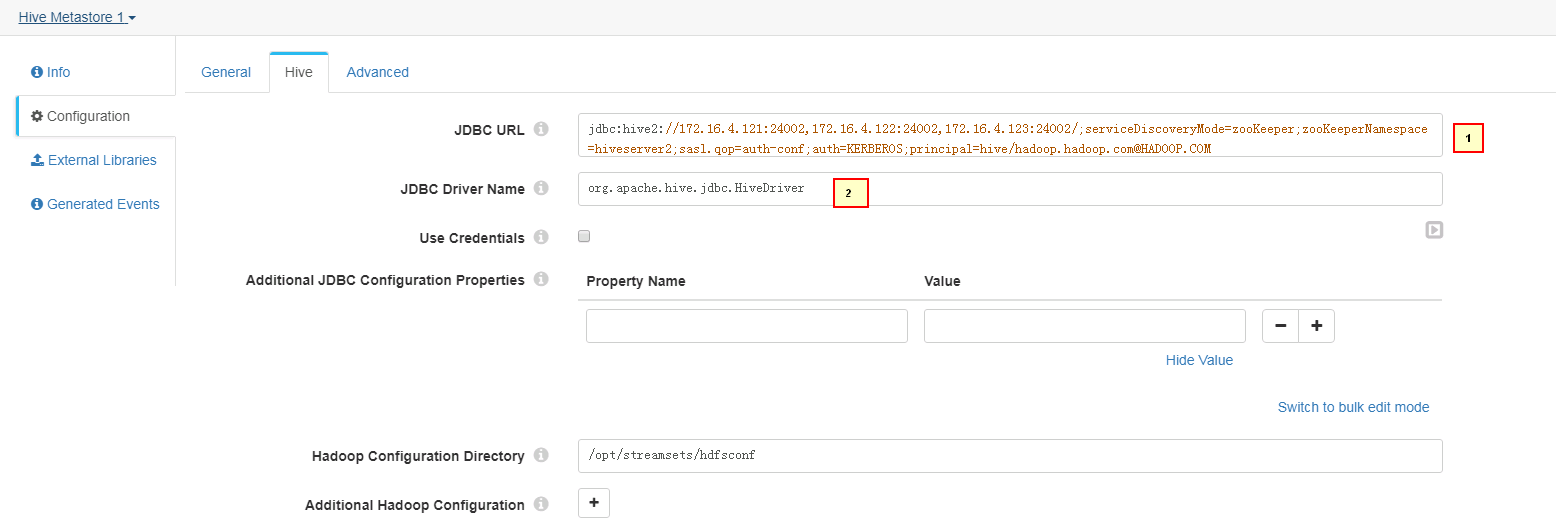 Hive Metastore 1
Info
Configuration
External Libraries
Generated Events
General Hive Advanced
JDBC URL
jdbc:hive2://172.16.4.121:24002,172.16.4.122:24002,172.16.4.123:24002/;serviceDiscoveryMode=zooKeeper;zooKeeperNamespace
=hiveserver2;sasl.qop=auth-conf;auth=KERBEROS;principal=hive/hadoop.hadoop.com@HADOOP.COM
1
JDBC Driver Name
org.apache.hive.jdbc.HiveDriver
2
Use Credentials
Additional JDBC Configuration Properties
Property Name Value
Hide Value
Switch to bulk edit mode
Hadoop Configuration Directory
/opt/streamsets/hdfsconf
Additional Hadoop Configuration